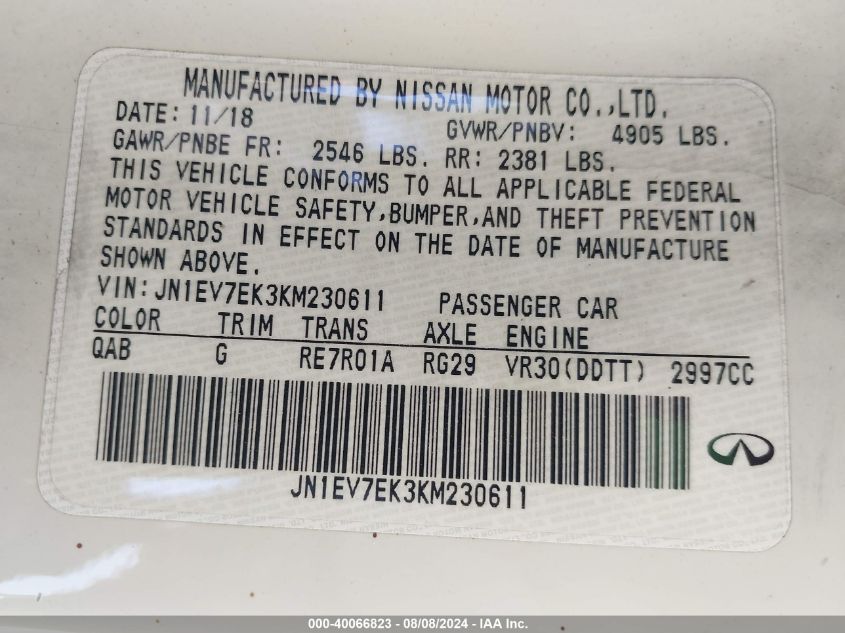 MANUFACTURED BY NISSAN MOTOR CO.,LTD.
DATE: 11/18 GVWR/PNBV: 4905 LBS.
GAWR/PNBE FR: 2546 LBS. RR: 2381 LBS.
THIS VEHICLE CONFORMS TO ALL APPLICABLE FEDERAL
MOTOR VEHICLE SAFETY,BUMPER,AND THEFT PREVENTION
STANDARDS IN EFFECT ON THE DATE OF MANUFACTURE
SHOWN ABOVE.
VIN:JN1EV7EK3KM230611 PASSENGER CAR
COLOR TRIM TRANS AXLE ENGINE
QAB G RE7R01A RG29 VR30(DDTT) 2997CC
JN1EV7EK3KM230611
000-40066823 - 08/08/2024 - IAA Inc.